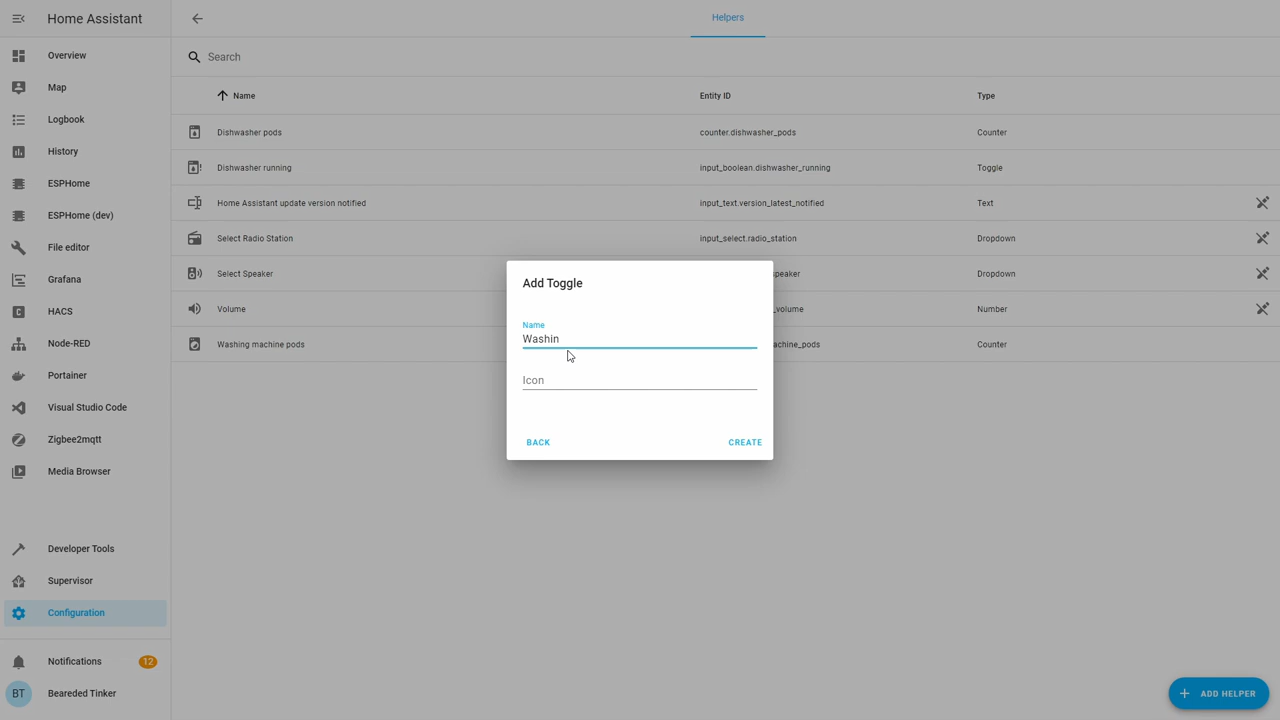 Home Assistant
Helpers
Overview
Search
Map
Name Entity ID Type
Logbook
Dishwasher pods counter.dishwasher_pods Counter
History
Dishwasher running input_boolean.dishwasher_running Toggle
ESPHome
Home Assistant update version notified input_text.version_latest_notified Text
ESPHome (dev)
Select Radio Station input_select.radio_station Dropdown
File editor
Select Speaker speaker Dropdown
Grafana
Volume _volume Number
HACS
Washing machine pods achine_pods Counter
Node-RED
Portainer
Visual Studio Code
Zigbee2mqtt
Media Browser
Add Toggle
Name
Washin
Icon
BACK CREATE
Developer Tools
Supervisor
Configuration
Notifications 12
BT Beareded Tinker
ADD HELPER